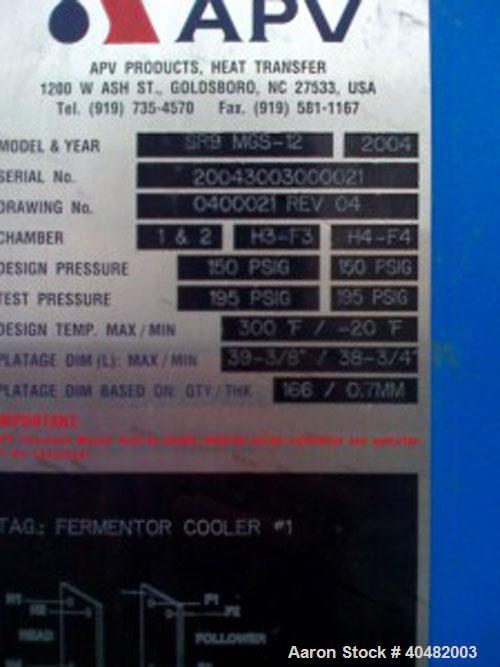 APV
APV PRODUCTS, HEAT TRANSFER
1200 W ASH ST., GOLDSBORO, NC 27533, USA
Tel. (919) 735-4570 Fax. (919) 581-1167
MODEL & YEAR SR9 MGS-12 2004
SERIAL No. 20043003000021
DRAWING No. 0400021 REV 04
CHAMBER 1 & 2 H3-F3 H4-F4
DESIGN PRESSURE 150 PSIG 150 PSIG
TEST PRESSURE 195 PSIG 195 PSIG
DESIGN TEMP. MAX / MIN 300 °F / -20 °F
PLATAGE DIM (L): MAX / MIN 39-3/8" / 38-3/4"
PLATAGE DIM BASED ON: QTY / THK 166 / 0.7MM
IMPORTANT
TAG: FERMENTOR COOLER #1
H1 F1
H2 F2
HEAD FOLLOWER
Aaron Stock # 40482003